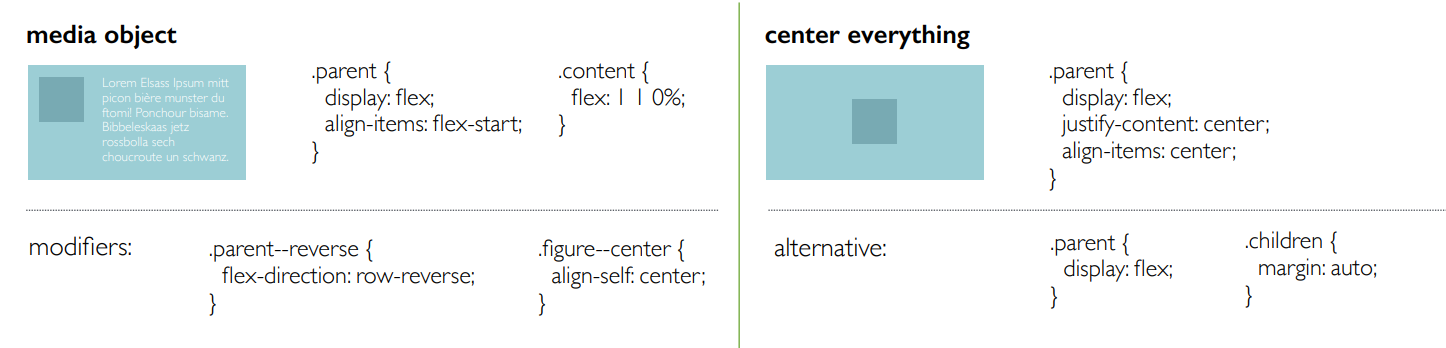 media object
Lorem Elsass Ipsum mitt
picon bière munster du
ftomi! Ponchour bisame.
Bibbeleskaas jetz
rossbolla sech
choucroute un schwanz.
.parent {
display: flex;
align-items: flex-start;
}
.content {
flex: 1 1 0%;
}
modifiers:
.parent--reverse {
flex-direction: row-reverse;
}
.figure--center {
align-self: center;
}
center everything
.parent {
display: flex;
justify-content: center;
align-items: center;
}
alternative:
.parent {
display: flex;
}
.children {
margin: auto;
}